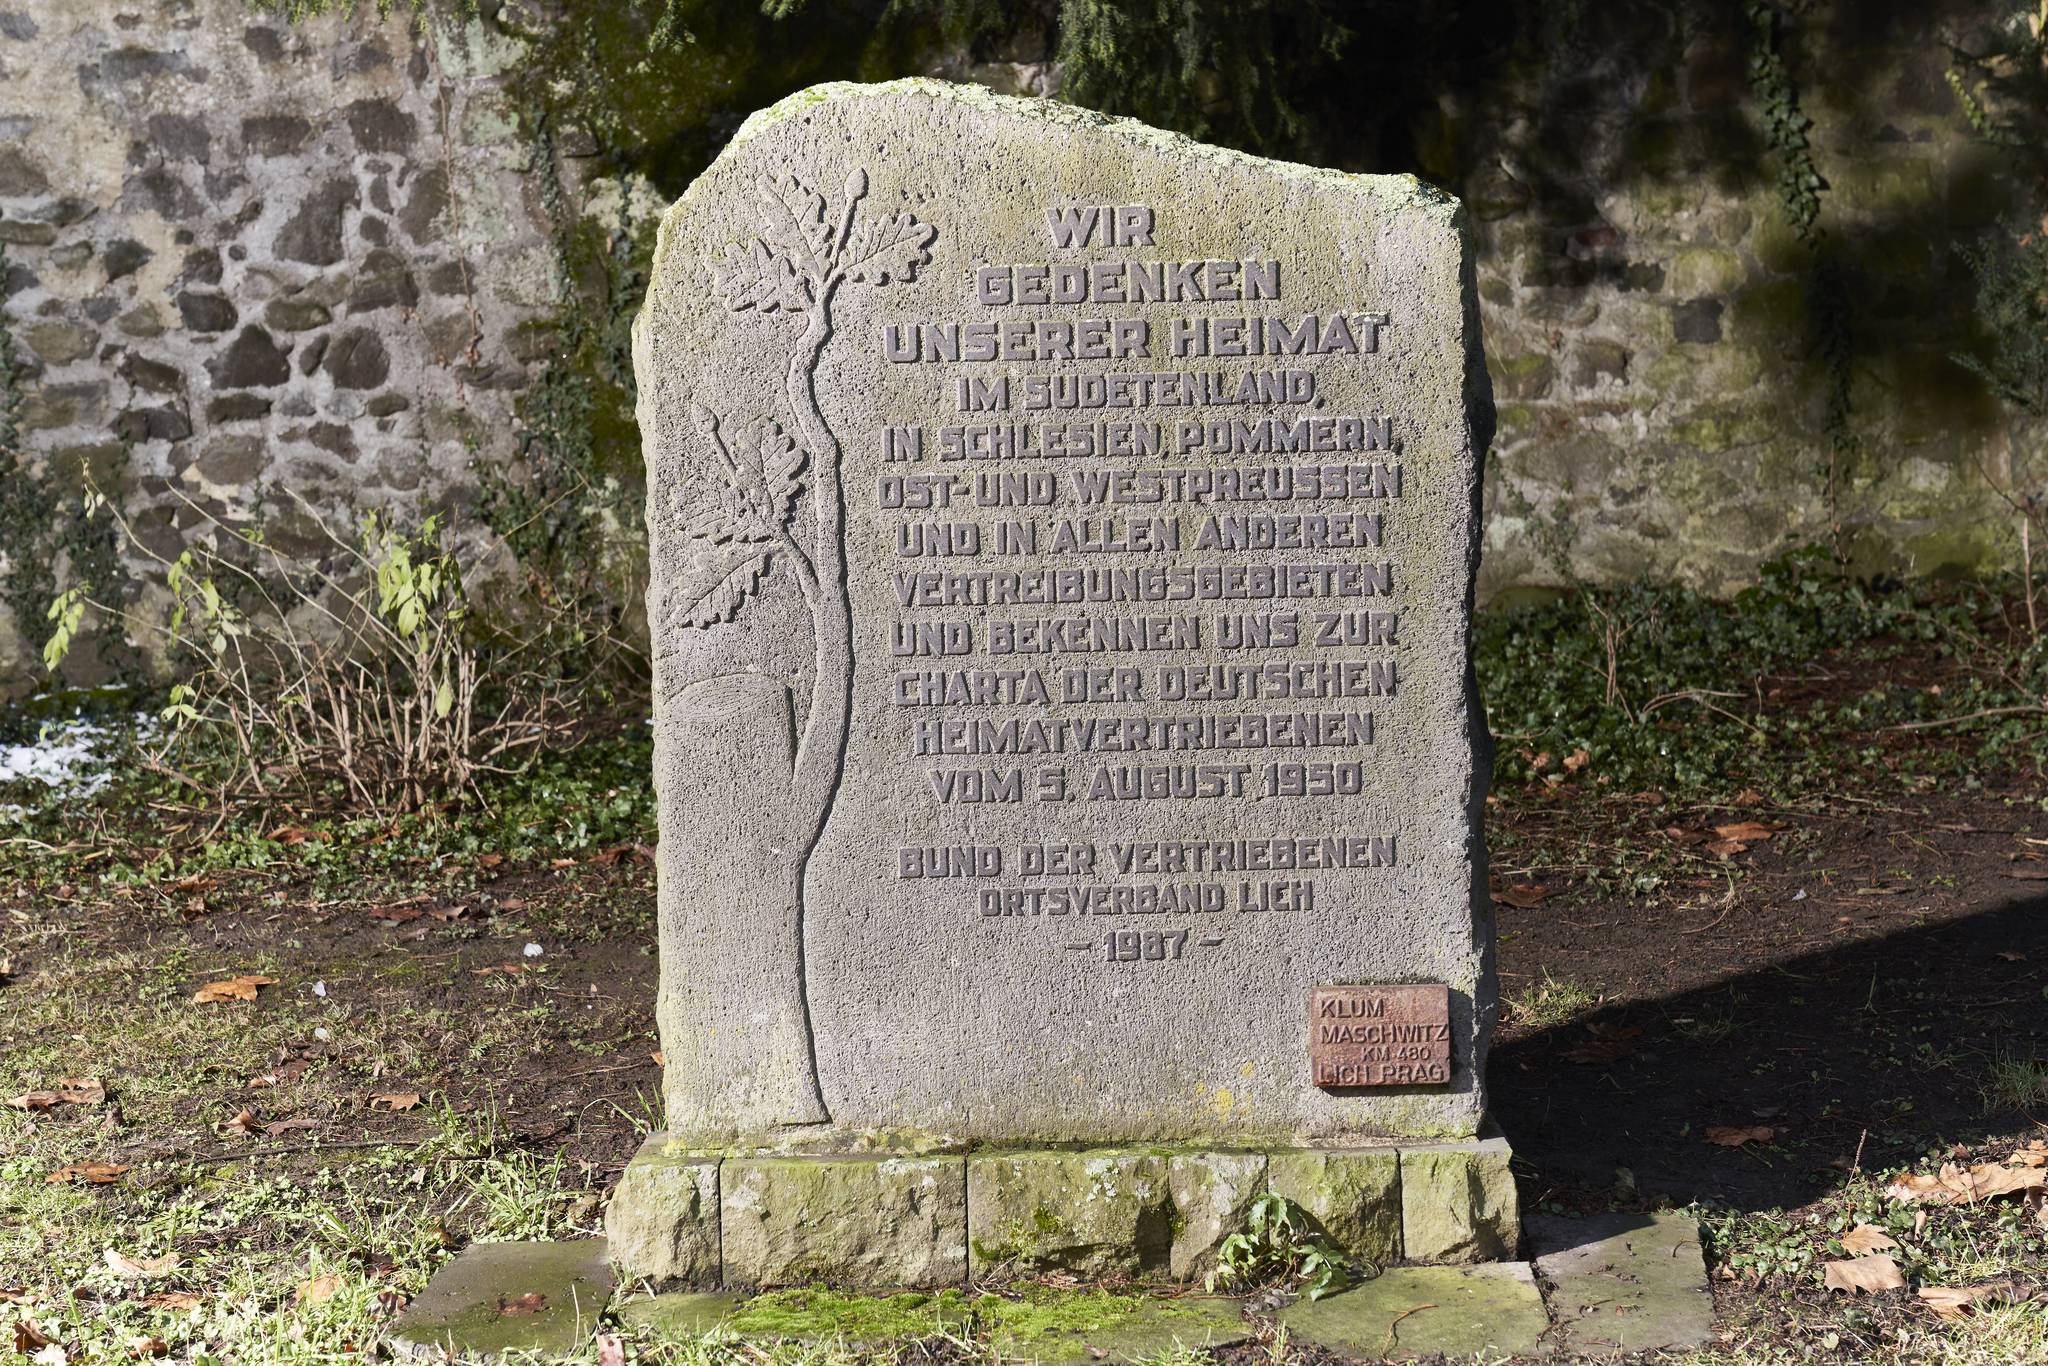 WIR
GEDENKEN
UNSERER HEIMAT
IM SUDETENLAND,
IN SCHLESIEN, POMMERN,
OST- UND WESTPREUSSEN
UND IN ALLEN ANDEREN
VERTREIBUNGSGEBIETEN
UND BEKENNEN UNS ZUR
CHARTA DER DEUTSCHEN
HEIMATVERTRIEBENEN
VOM 5. AUGUST 1950
BUND DER VERTRIEBENEN
ORTSVERBAND LICH
- 1987 -
KLUM
MASCHWITZ
KM 480
LICH PRAG